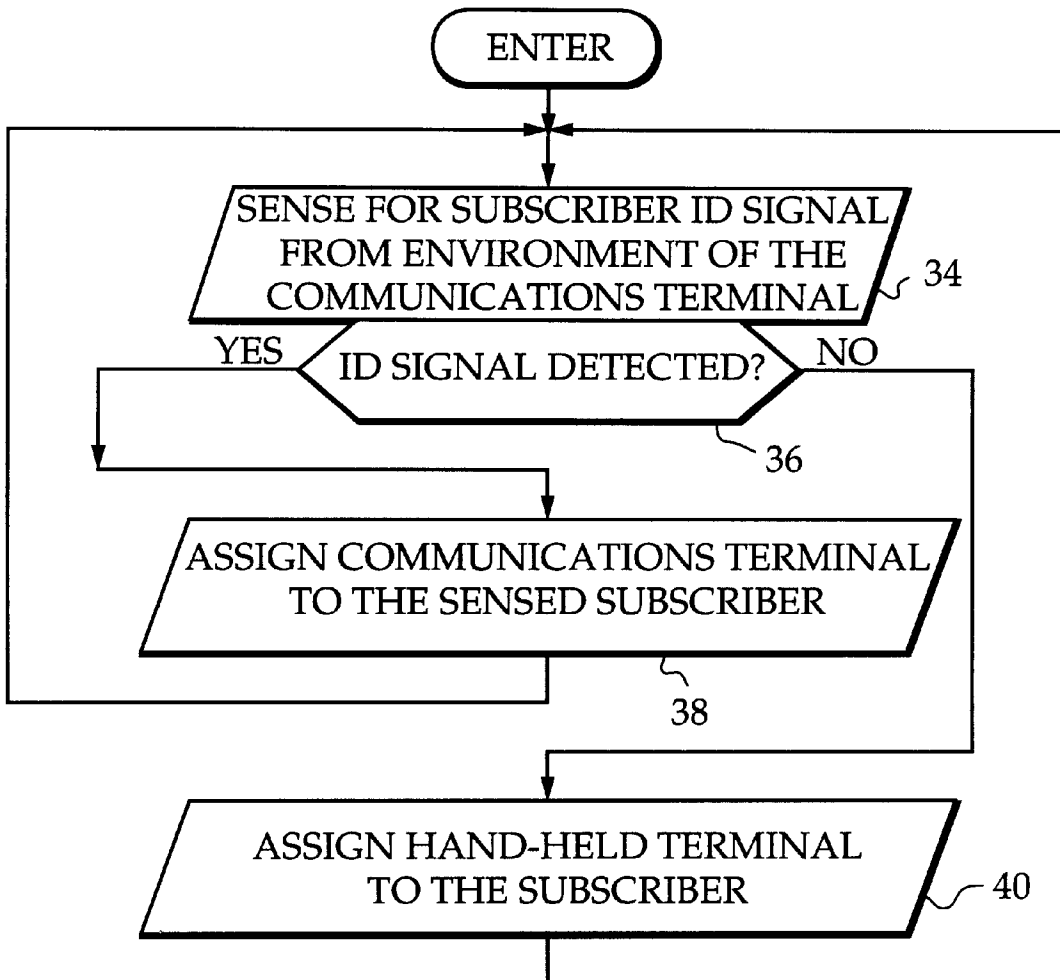 ENTER
SENSE FOR SUBSCRIBER ID SIGNAL
FROM ENVIRONMENT OF THE
COMMUNICATIONS TERMINAL
34
YES
ID SIGNAL DETECTED?
NO
36
ASSIGN COMMUNICATIONS TERMINAL
TO THE SENSED SUBSCRIBER
38
ASSIGN HAND-HELD TERMINAL
TO THE SUBSCRIBER
40